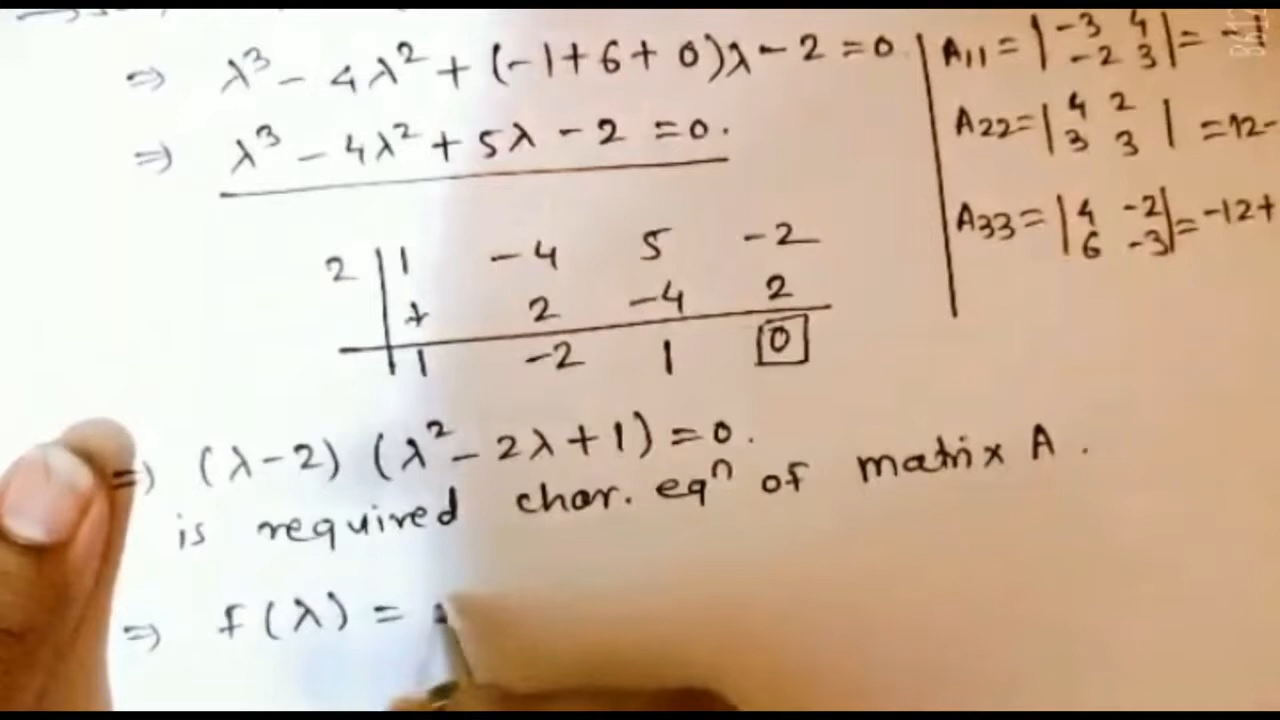 ⇒ λ³ - 4λ² + (-1+6+0)λ - 2 = 0
⇒ λ³ - 4λ² + 5λ - 2 = 0.
A11 = | -3 4 | =
| -2 3 |
A22 = | 4 2 | = 12-
| 3 3 |
A33 = | 4 -2 | = -12+
| 6 -3 |
2 | 1 -4 5 -2
+ 2 -4 2
1 -2 1 0
⇒ (λ-2) (λ² - 2λ + 1) = 0.
is required char. eqⁿ of matrix A.
⇒ f(λ) =